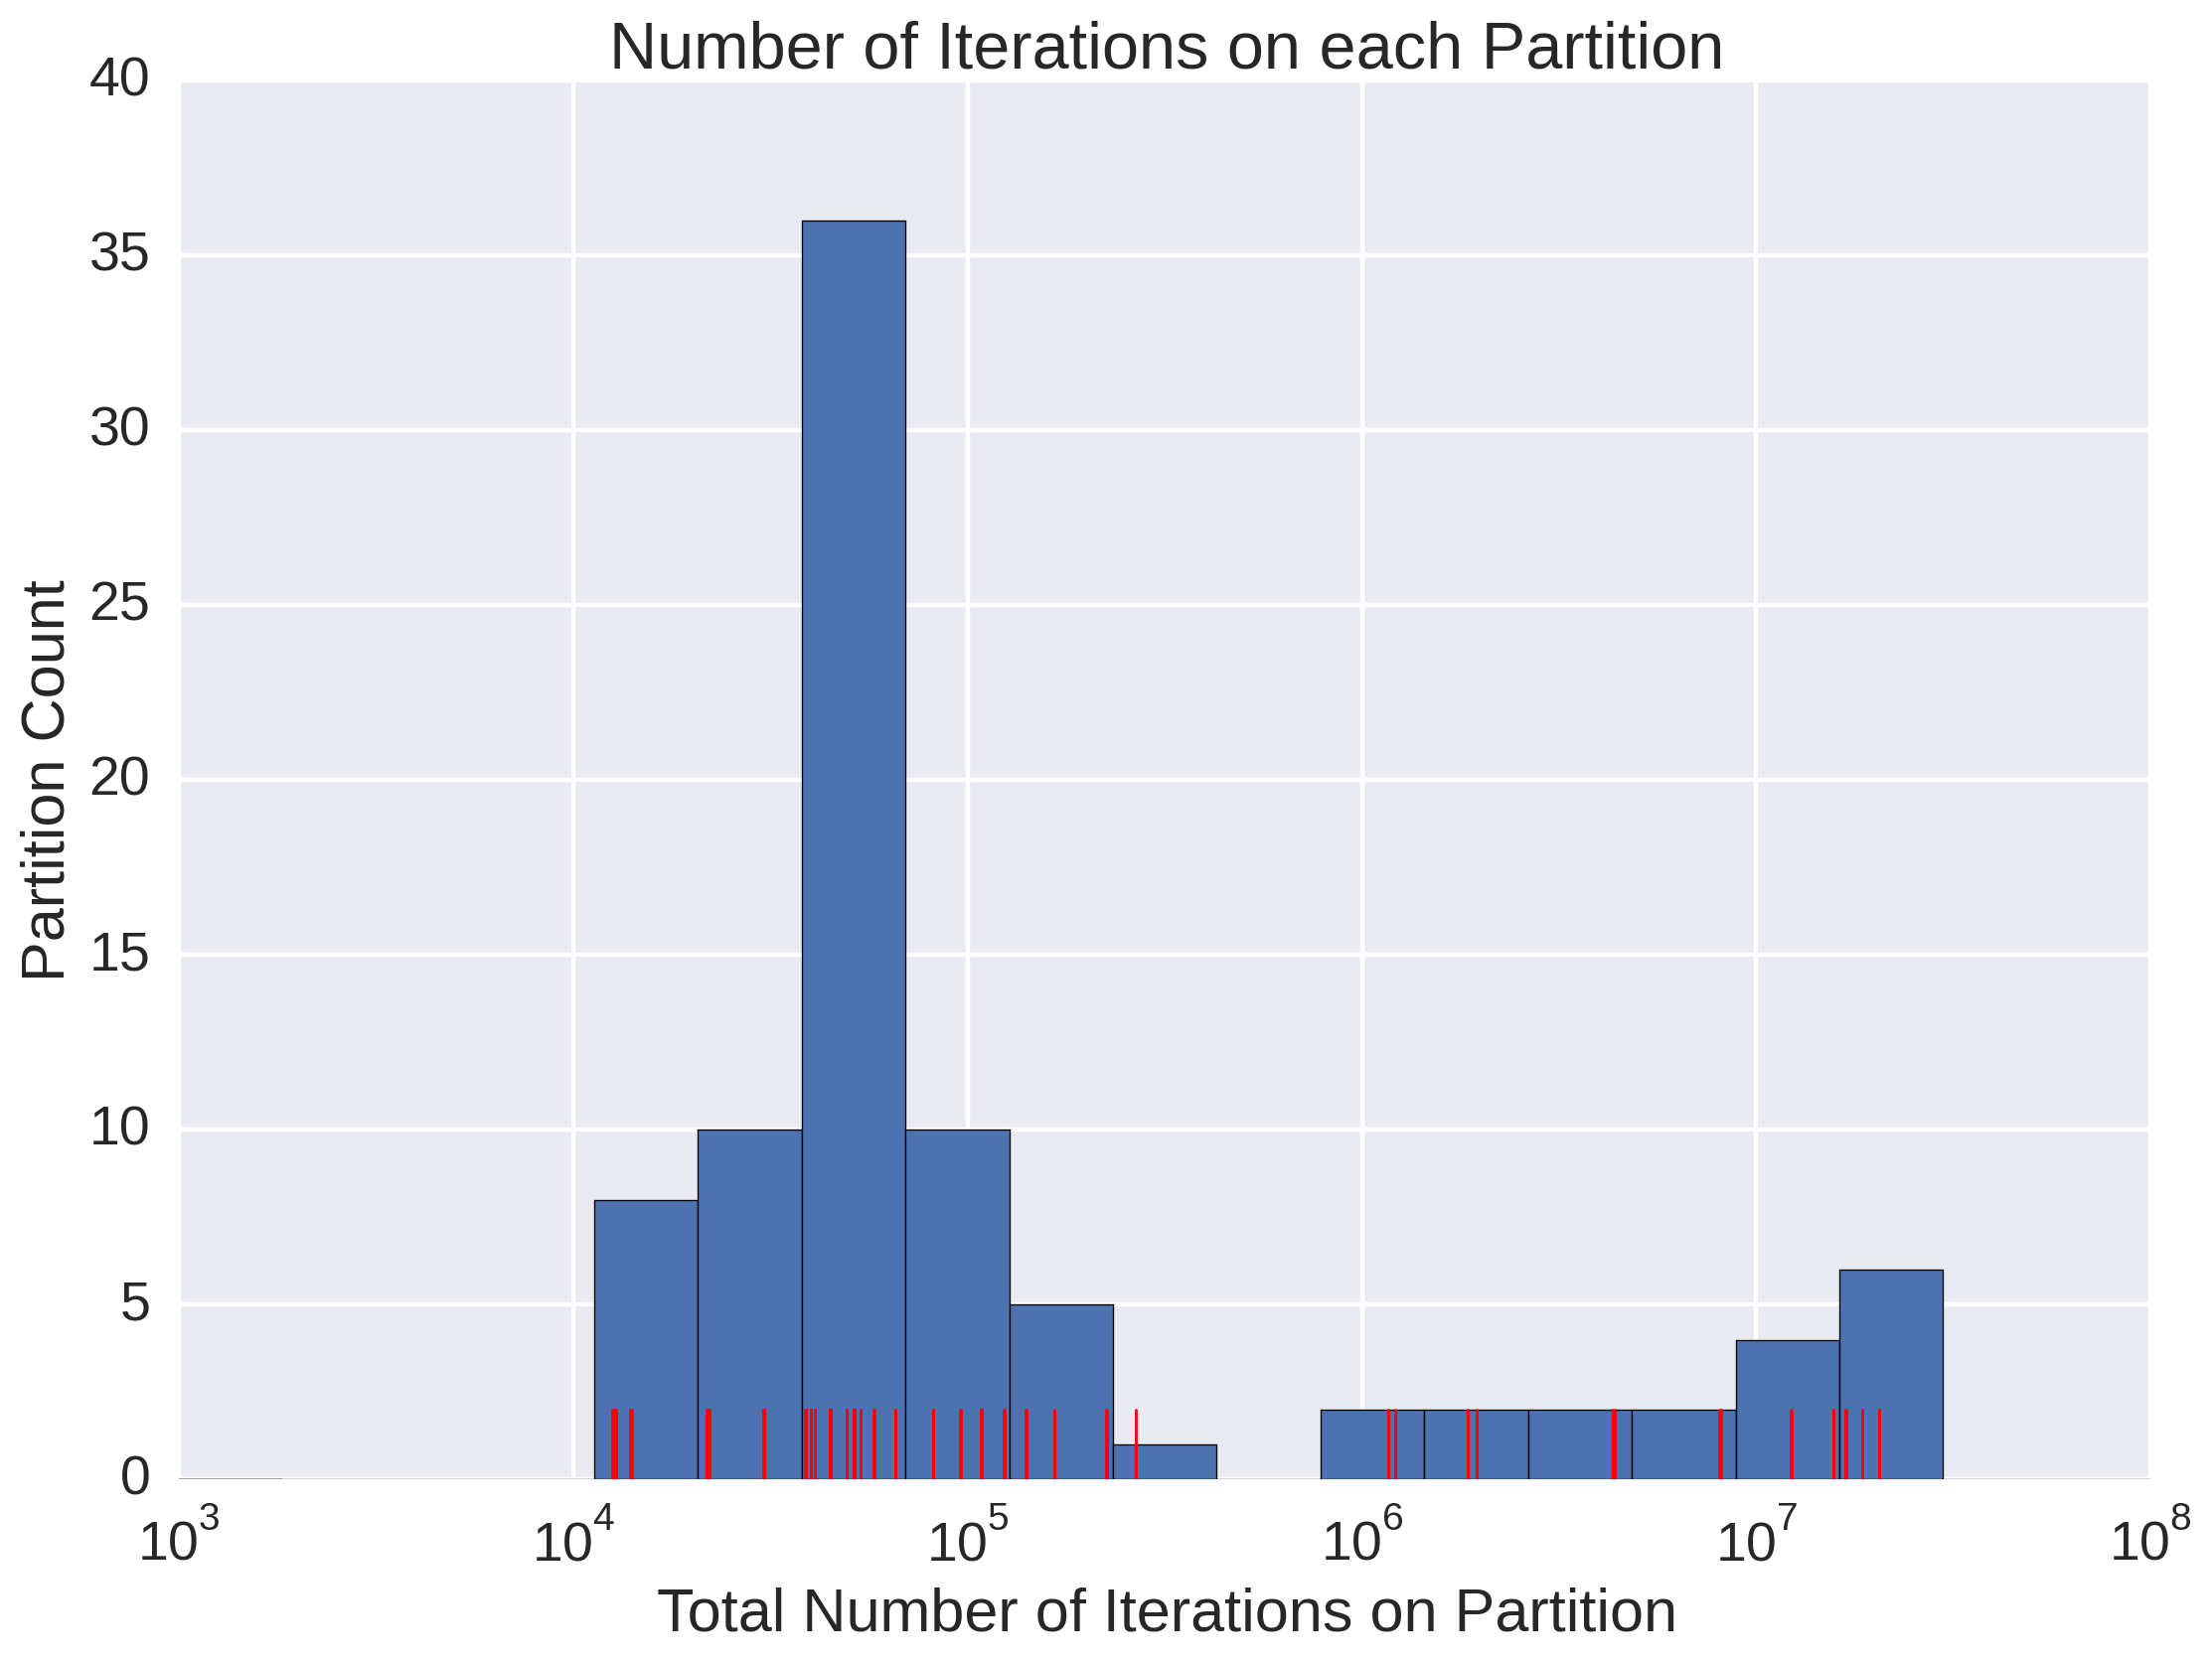 Number of Iterations on each Partition
40
35
30
25
20
15
10
5
0
Partition Count
10^3 10^4 10^5 10^6 10^7 10^8
Total Number of Iterations on Partition